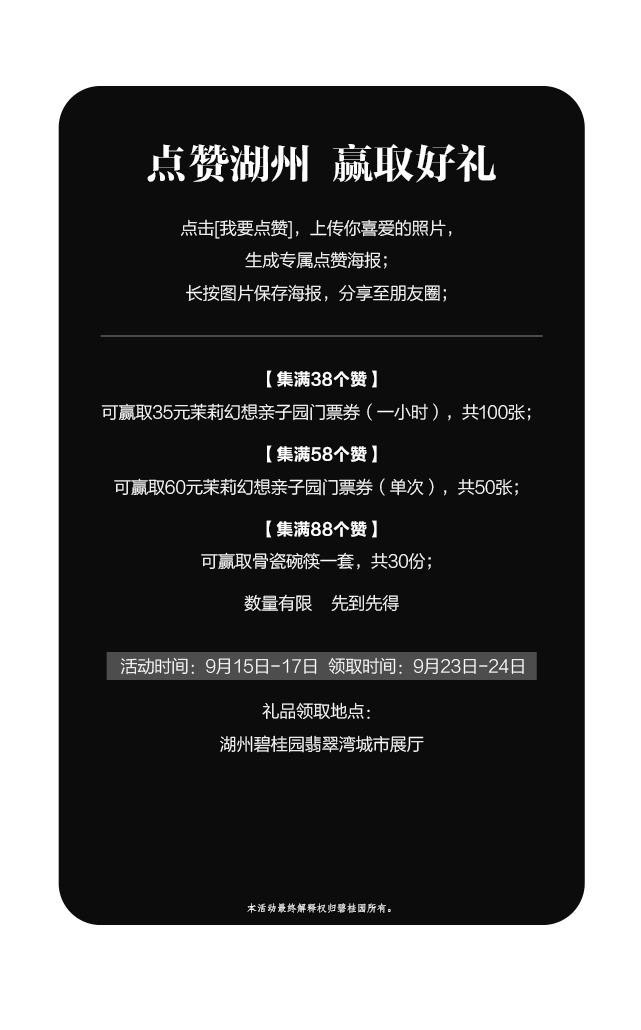 点赞湖州 赢取好礼
点击[我要点赞]，上传你喜爱的照片，
生成专属点赞海报；
长按图片保存海报，分享至朋友圈；
【集满38个赞】
可赢取35元茉莉幻想亲子园门票券（一小时），共100张；
【集满58个赞】
可赢取60元茉莉幻想亲子园门票券（单次），共50张；
【集满88个赞】
可赢取骨瓷碗筷一套，共30份；
数量有限 先到先得
活动时间：9月15日-17日 领取时间：9月23日-24日
礼品领取地点：
湖州碧桂园翡翠湾城市展厅
本活动最终解释权归碧桂园所有。